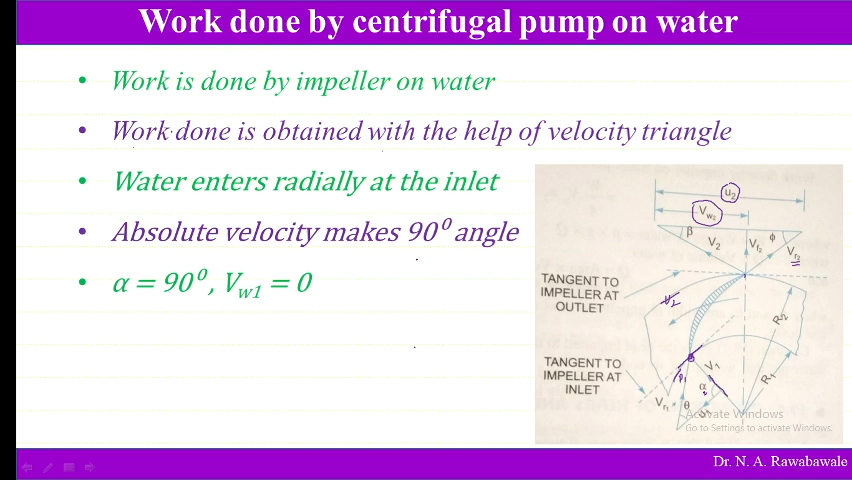 Work done by centrifugal pump on water
• Work is done by impeller on water
• Work done is obtained with the help of velocity triangle
• Water enters radially at the inlet
• Absolute velocity makes 90⁰ angle
• α = 90⁰, Vw1 = 0
u2
Vw2
β
V2
Vf2
ϕ
Vr2
TANGENT TO
IMPELLER AT
OUTLET
R2
TANGENT TO
IMPELLER AT
INLET
V1
R1
α
Vr1
θ
u1
Activate Windows
Go to Settings to activate Windows.
Dr. N. A. Rawabawale